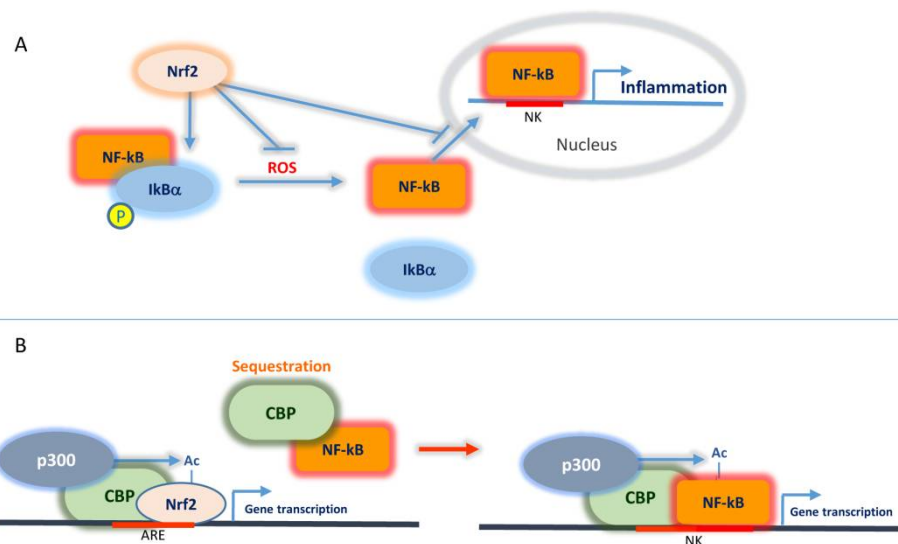 A
Nrf2
NF-kB
IkBα
P
ROS
NF-kB
IkBα
NF-kB
Inflammation
NK
Nucleus
B
Sequestration
CBP
NF-kB
p300
Ac
CBP
Nrf2
Gene transcription
ARE
p300
Ac
CBP
NF-kB
Gene transcription
NK